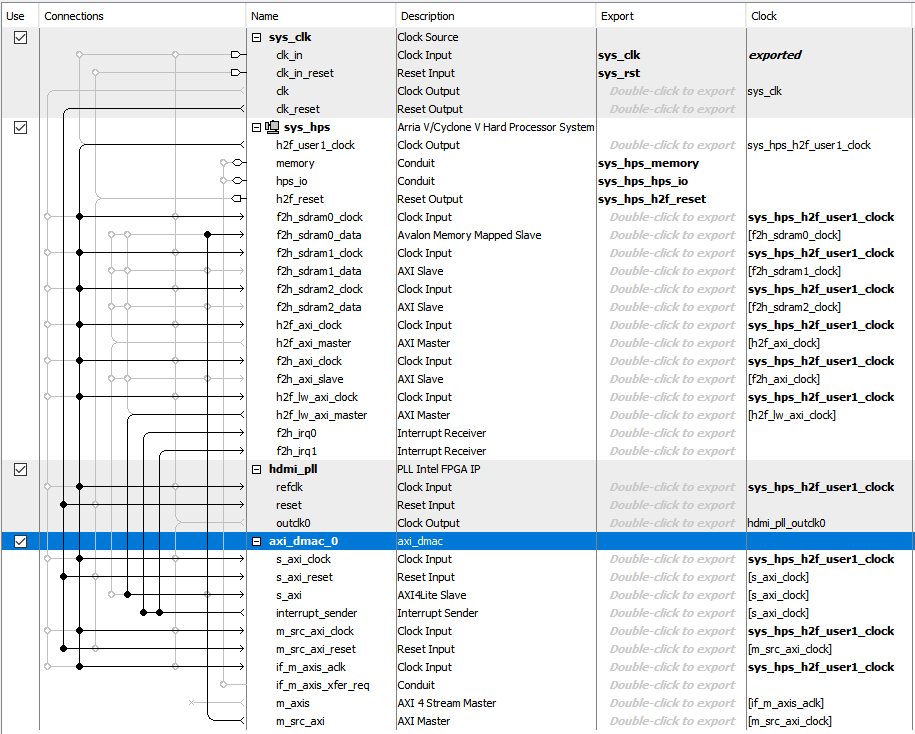 Use Connections Name Description Export Clock
sys_clk Clock Source
clk_in Clock Input sys_clk exported
clk_in_reset Reset Input sys_rst
clk Clock Output Double-click to export sys_clk
clk_reset Reset Output Double-click to export
sys_hps Arria V/Cyclone V Hard Processor System
h2f_user1_clock Clock Output Double-click to export sys_hps_h2f_user1_clock
memory Conduit sys_hps_memory
hps_io Conduit sys_hps_hps_io
h2f_reset Reset Output sys_hps_h2f_reset
f2h_sdram0_clock Clock Input Double-click to export sys_hps_h2f_user1_clock
f2h_sdram0_data Avalon Memory Mapped Slave Double-click to export [f2h_sdram0_clock]
f2h_sdram1_clock Clock Input Double-click to export sys_hps_h2f_user1_clock
f2h_sdram1_data AXI Slave Double-click to export [f2h_sdram1_clock]
f2h_sdram2_clock Clock Input Double-click to export sys_hps_h2f_user1_clock
f2h_sdram2_data AXI Slave Double-click to export [f2h_sdram2_clock]
h2f_axi_clock Clock Input Double-click to export sys_hps_h2f_user1_clock
h2f_axi_master AXI Master Double-click to export [h2f_axi_clock]
f2h_axi_clock Clock Input Double-click to export sys_hps_h2f_user1_clock
f2h_axi_slave AXI Slave Double-click to export [f2h_axi_clock]
h2f_lw_axi_clock Clock Input Double-click to export sys_hps_h2f_user1_clock
h2f_lw_axi_master AXI Master Double-click to export [h2f_lw_axi_clock]
f2h_irq0 Interrupt Receiver Double-click to export
f2h_irq1 Interrupt Receiver Double-click to export
hdmi_pll PLL Intel FPGA IP
refclk Clock Input Double-click to export sys_hps_h2f_user1_clock
reset Reset Input Double-click to export
outclk0 Clock Output Double-click to export hdmi_pll_outclk0
axi_dmac_0 axi_dmac
s_axi_clock Clock Input Double-click to export sys_hps_h2f_user1_clock
s_axi_reset Reset Input Double-click to export [s_axi_clock]
s_axi AXI4Lite Slave Double-click to export [s_axi_clock]
interrupt_sender Interrupt Sender Double-click to export [s_axi_clock]
m_src_axi_clock Clock Input Double-click to export sys_hps_h2f_user1_clock
m_src_axi_reset Reset Input Double-click to export [m_src_axi_clock]
if_m_axis_aclk Clock Input Double-click to export sys_hps_h2f_user1_clock
if_m_axis_xfer_req Conduit Double-click to export
m_axis AXI 4 Stream Master Double-click to export [if_m_axis_aclk]
m_src_axi AXI Master Double-click to export [m_src_axi_clock]